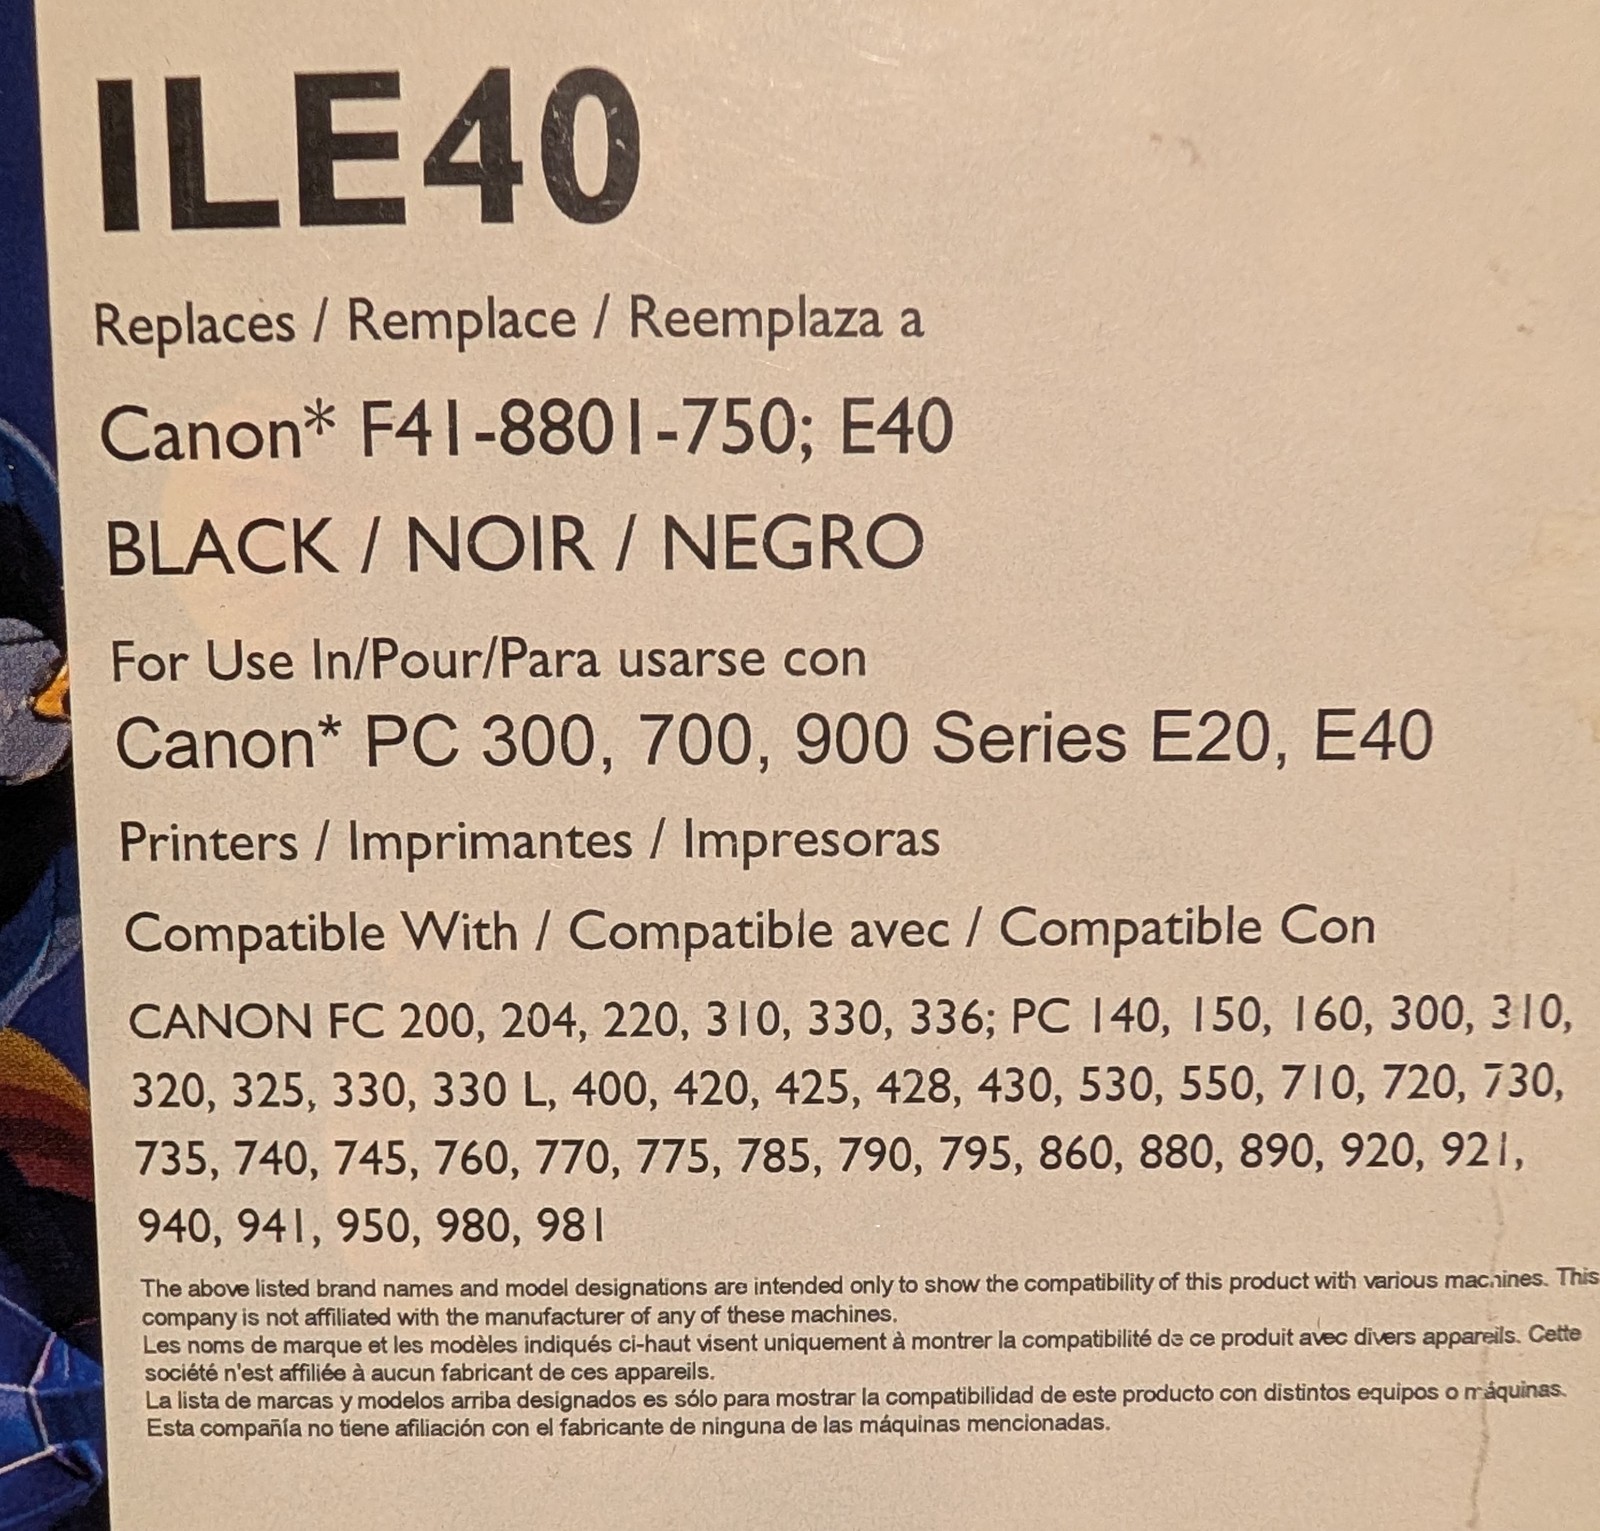 ILE40
Replaces / Remplace / Reemplaza a
Canon* F41-8801-750; E40
BLACK / NOIR / NEGRO
For Use In/Pour/Para usarse con
Canon* PC 300, 700, 900 Series E20, E40
Printers / Imprimantes / Impresoras
Compatible With / Compatible avec / Compatible Con
CANON FC 200, 204, 220, 310, 330, 336; PC 140, 150, 160, 300, 310,
320, 325, 330, 330 L, 400, 420, 425, 428, 430, 530, 550, 710, 720, 730,
735, 740, 745, 760, 770, 775, 785, 790, 795, 860, 880, 890, 920, 921,
940, 941, 950, 980, 981
The above listed brand names and model designations are intended only to show the compatibility of this product with various machines. This
company is not affiliated with the manufacturer of any of these machines.
Les noms de marque et les modèles indiqués ci-haut visent uniquement à montrer la compatibilité de ce produit avec divers appareils. Cette
société n'est affiliée à aucun fabricant de ces appareils.
La lista de marcas y modelos arriba designados es sólo para mostrar la compatibilidad de este producto con distintos equipos o máquinas.
Esta compañía no tiene afiliación con el fabricante de ninguna de las máquinas mencionadas.